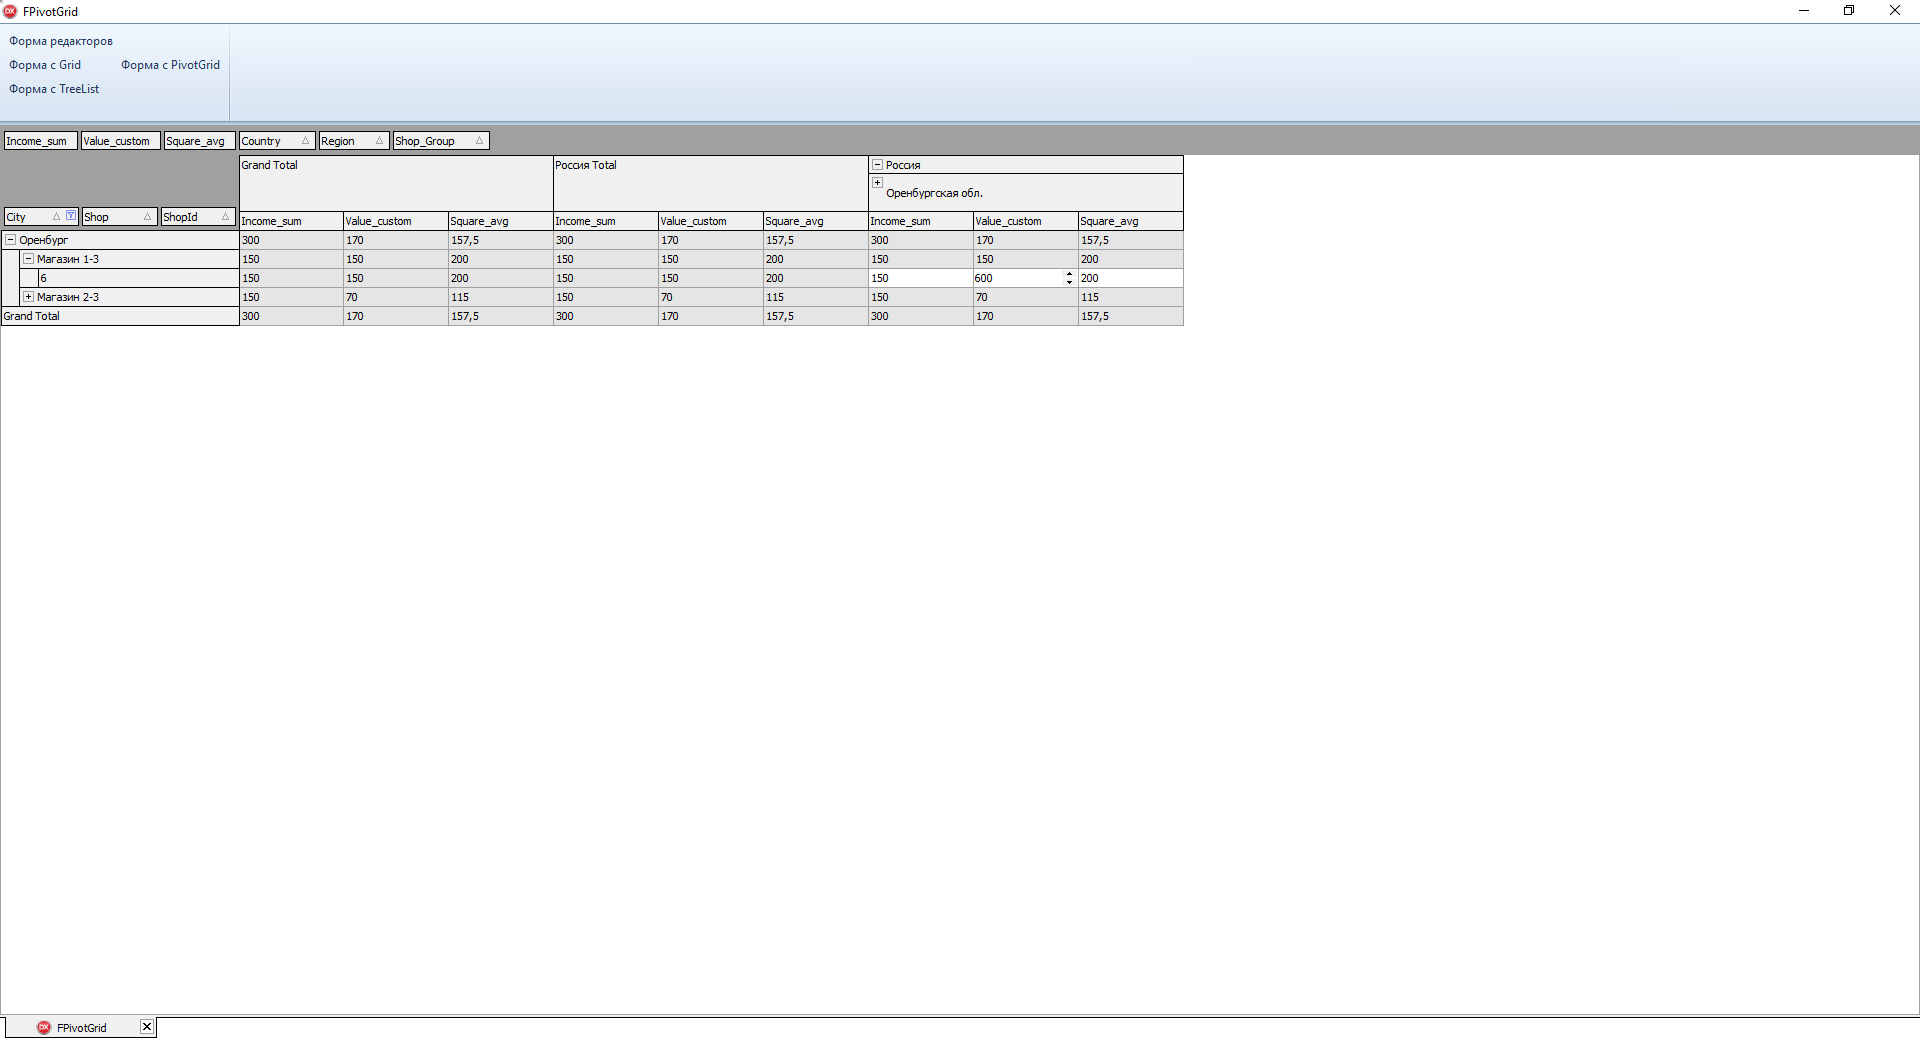 FPivotGrid
Форма редакторов
Форма с Grid Форма с PivotGrid
Форма с TreeList
Income_sum Value_custom Square_avg Country Region Shop_Group
Grand Total Россия Total Россия
Оренбургская обл.
City Shop ShopId
Income_sum Value_custom Square_avg Income_sum Value_custom Square_avg Income_sum Value_custom Square_avg
Оренбург 300 170 157,5 300 170 157,5 300 170 157,5
Магазин 1-3 150 150 200 150 150 200 150 150 200
6 150 150 200 150 150 200 150 600 200
Магазин 2-3 150 70 115 150 70 115 150 70 115
Grand Total 300 170 157,5 300 170 157,5 300 170 157,5
DX FPivotGrid